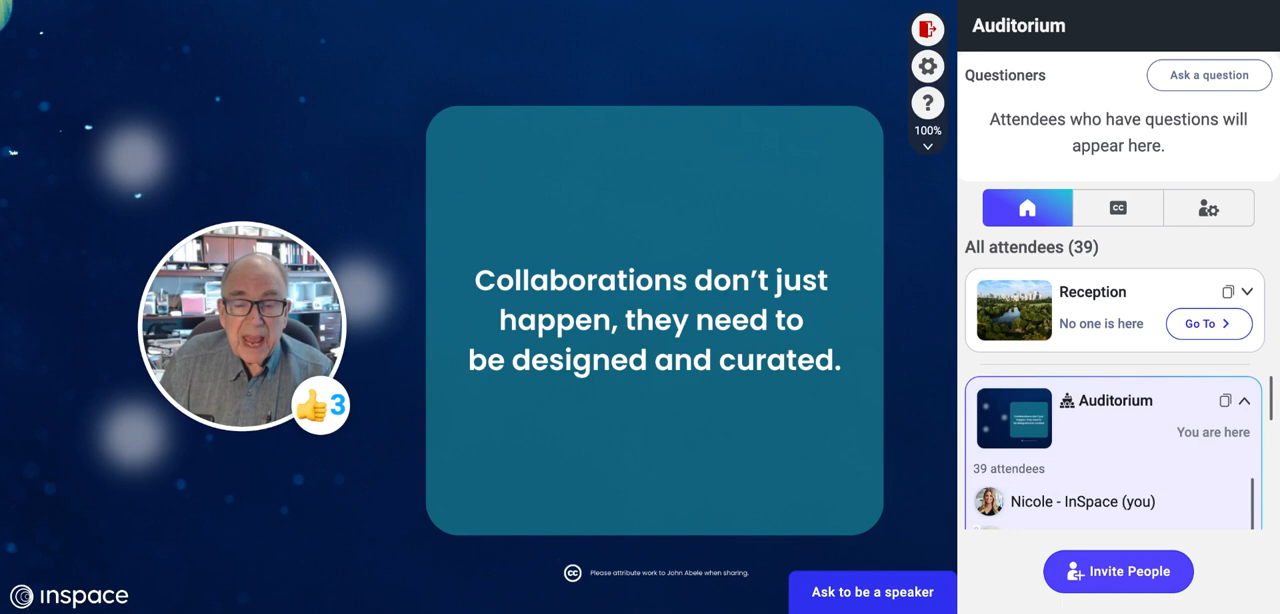 Collaborations don’t just
happen, they need to
be designed and curated.
3
Please attribute work to John Abele when sharing.
cc
inspace
Ask to be a speaker
?
100%
Auditorium
Questioners
Ask a question
Attendees who have questions will
appear here.
CC
All attendees (39)
Reception
No one is here
Go To
Auditorium
You are here
39 attendees
Nicole - InSpace (you)
Invite People